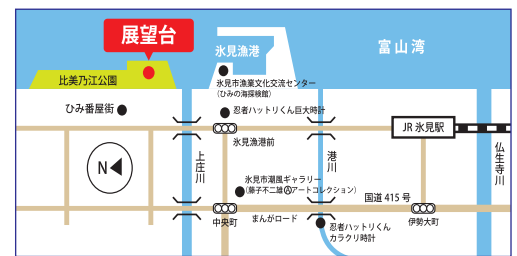 展望台
氷見漁港
富山湾
比美乃江公園
氷見市漁業文化交流センター
（ひみの海探検館）
ひみ番屋街
忍者ハットリくん巨大時計
JR 氷見駅
氷見漁港前
N
上庄川
港川
仏生寺川
氷見市潮風ギャラリー
（藤子不二雄Ⓐアートコレクション）
国道 415 号
中央町
まんがロード
伊勢大町
忍者ハットリくん
カラクリ時計